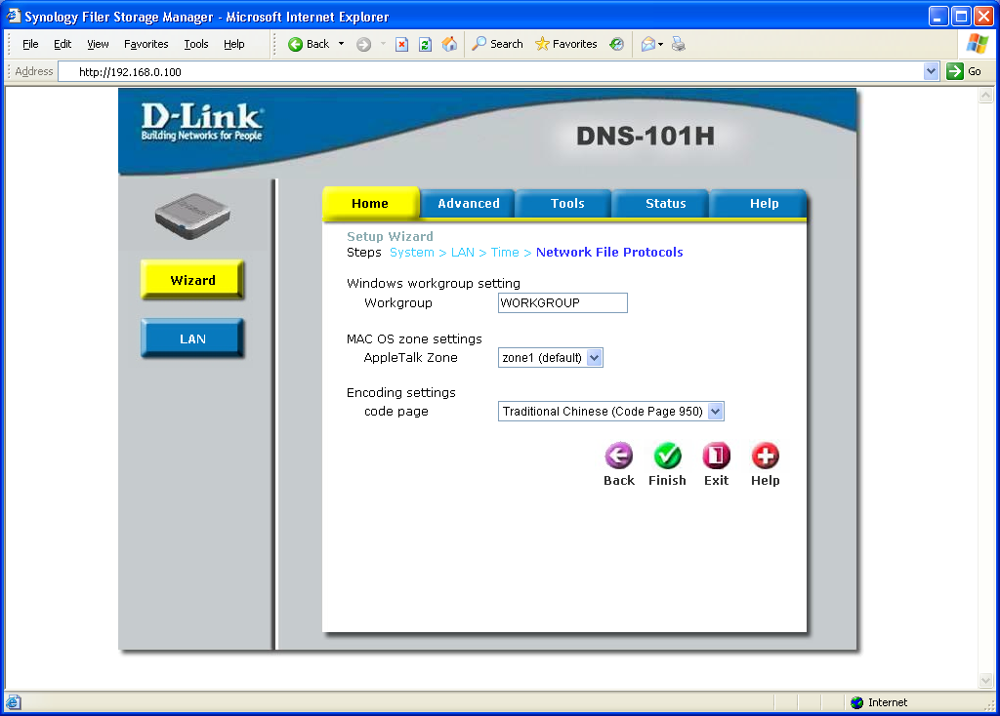 Synology Filer Storage Manager - Microsoft Internet Explorer
File Edit View Favorites Tools Help Back Search Favorites
Address http://192.168.0.100 Go
D-Link
Building Networks for People
DNS-101H
Home Advanced Tools Status Help
Wizard
LAN
Setup Wizard
Steps System > LAN > Time > Network File Protocols
Windows workgroup setting
Workgroup WORKGROUP
MAC OS zone settings
AppleTalk Zone zone1 (default)
Encoding settings
code page Traditional Chinese (Code Page 950)
Back Finish Exit Help
Internet